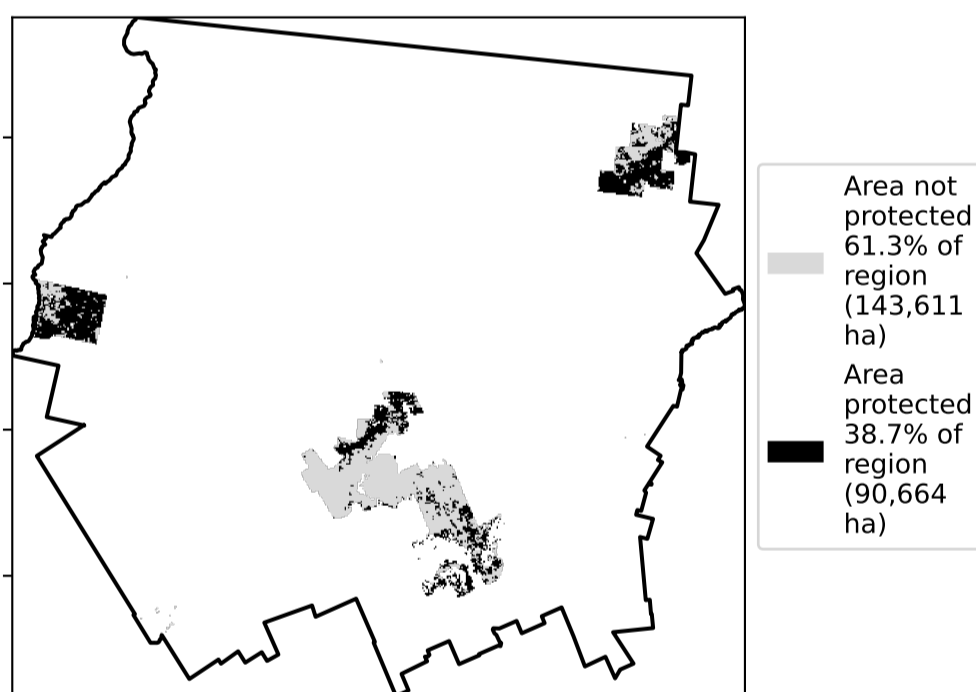 Area not
protected
61.3% of
region
(143,611
ha)
Area
protected
38.7% of
region
(90,664
ha)